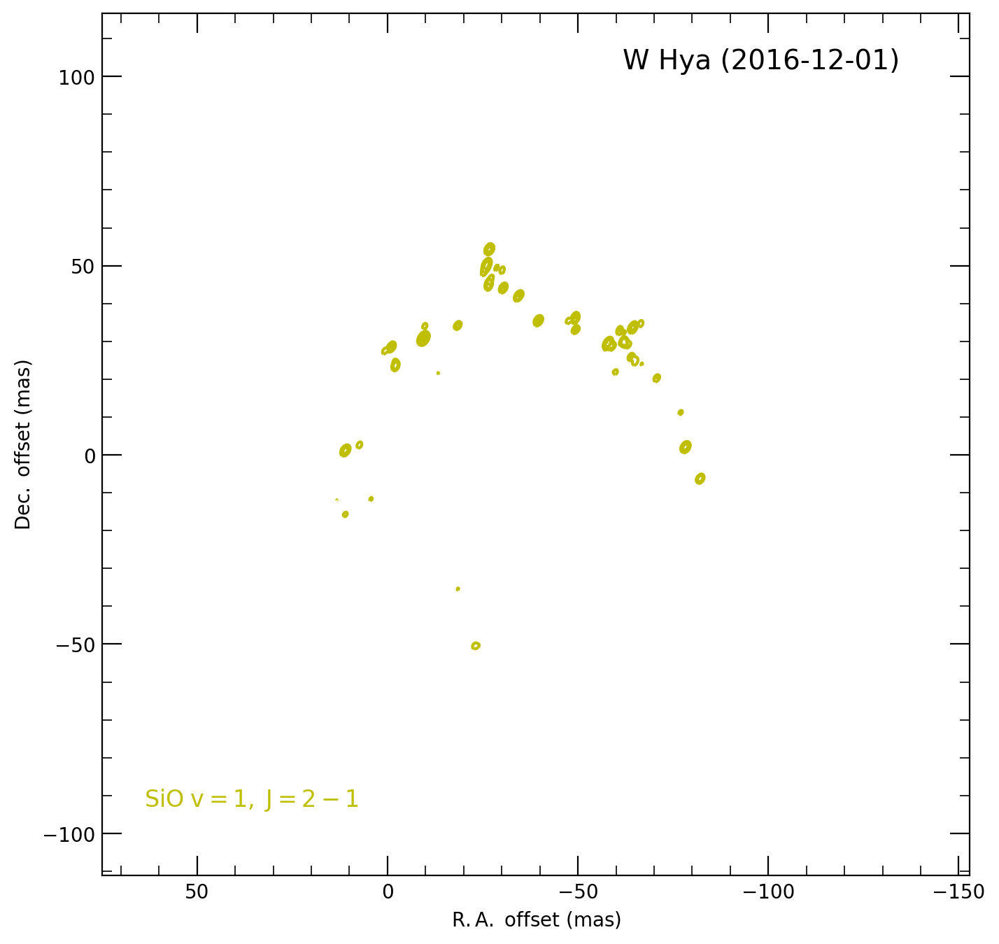 W Hya (2016-12-01)
100
50
0
−50
−100
Dec. offset (mas)
SiO v = 1, J = 2 − 1
50 0 −50 −100 −150
R.A. offset (mas)